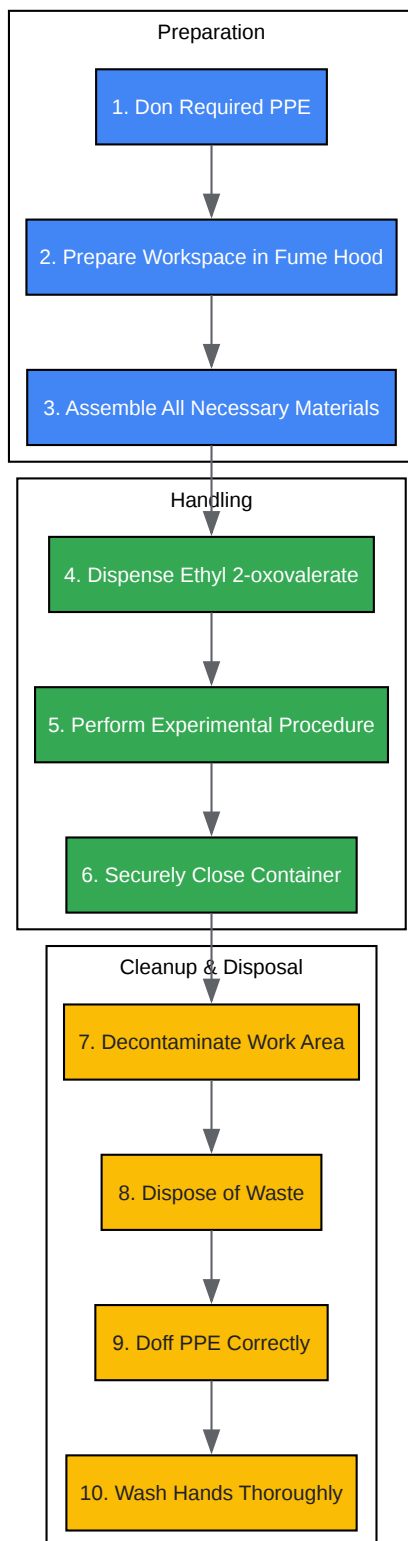 Preparation
1. Don Required PPE
2. Prepare Workspace in Fume Hood
3. Assemble All Necessary Materials
Handling
4. Dispense Ethyl 2-oxovalerate
5. Perform Experimental Procedure
6. Securely Close Container
Cleanup & Disposal
7. Decontaminate Work Area
8. Dispose of Waste
9. Doff PPE Correctly
10. Wash Hands Thoroughly